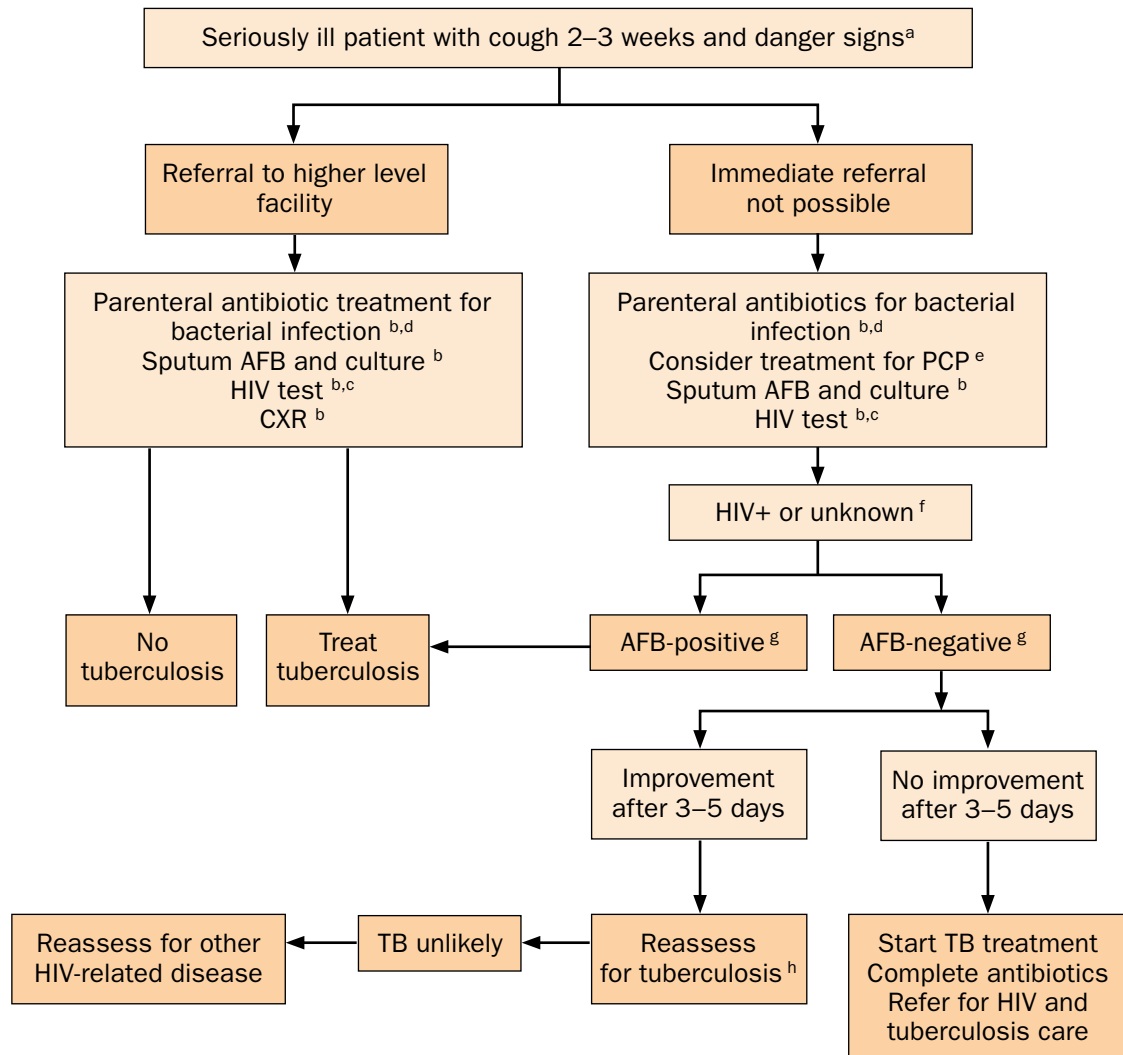 Seriously ill patient with cough 2–3 weeks and danger signsᵃ
Referral to higher level
facility
Immediate referral
not possible
Parenteral antibiotic treatment for
bacterial infection ᵇ,ᵈ
Sputum AFB and culture ᵇ
HIV test ᵇ,ᶜ
CXR ᵇ
Parenteral antibiotics for bacterial
infection ᵇ,ᵈ
Consider treatment for PCP ᵉ
Sputum AFB and culture ᵇ
HIV test ᵇ,ᶜ
HIV+ or unknown ᶠ
No
tuberculosis
Treat
tuberculosis
AFB-positive ᵍ
AFB-negative ᵍ
Improvement
after 3–5 days
No improvement
after 3–5 days
Reassess for other
HIV-related disease
TB unlikely
Reassess
for tuberculosis ʰ
Start TB treatment
Complete antibiotics
Refer for HIV and
tuberculosis care